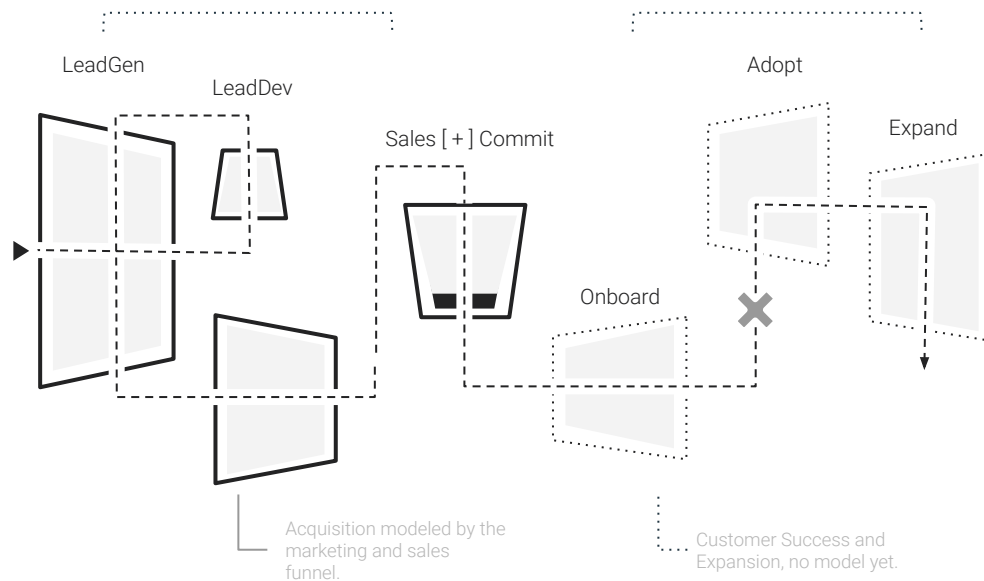 LeadGen
LeadDev
Sales [ + ] Commit
Onboard
Adopt
Expand
Acquisition modeled by the
marketing and sales
funnel.
Customer Success and
Expansion, no model yet.